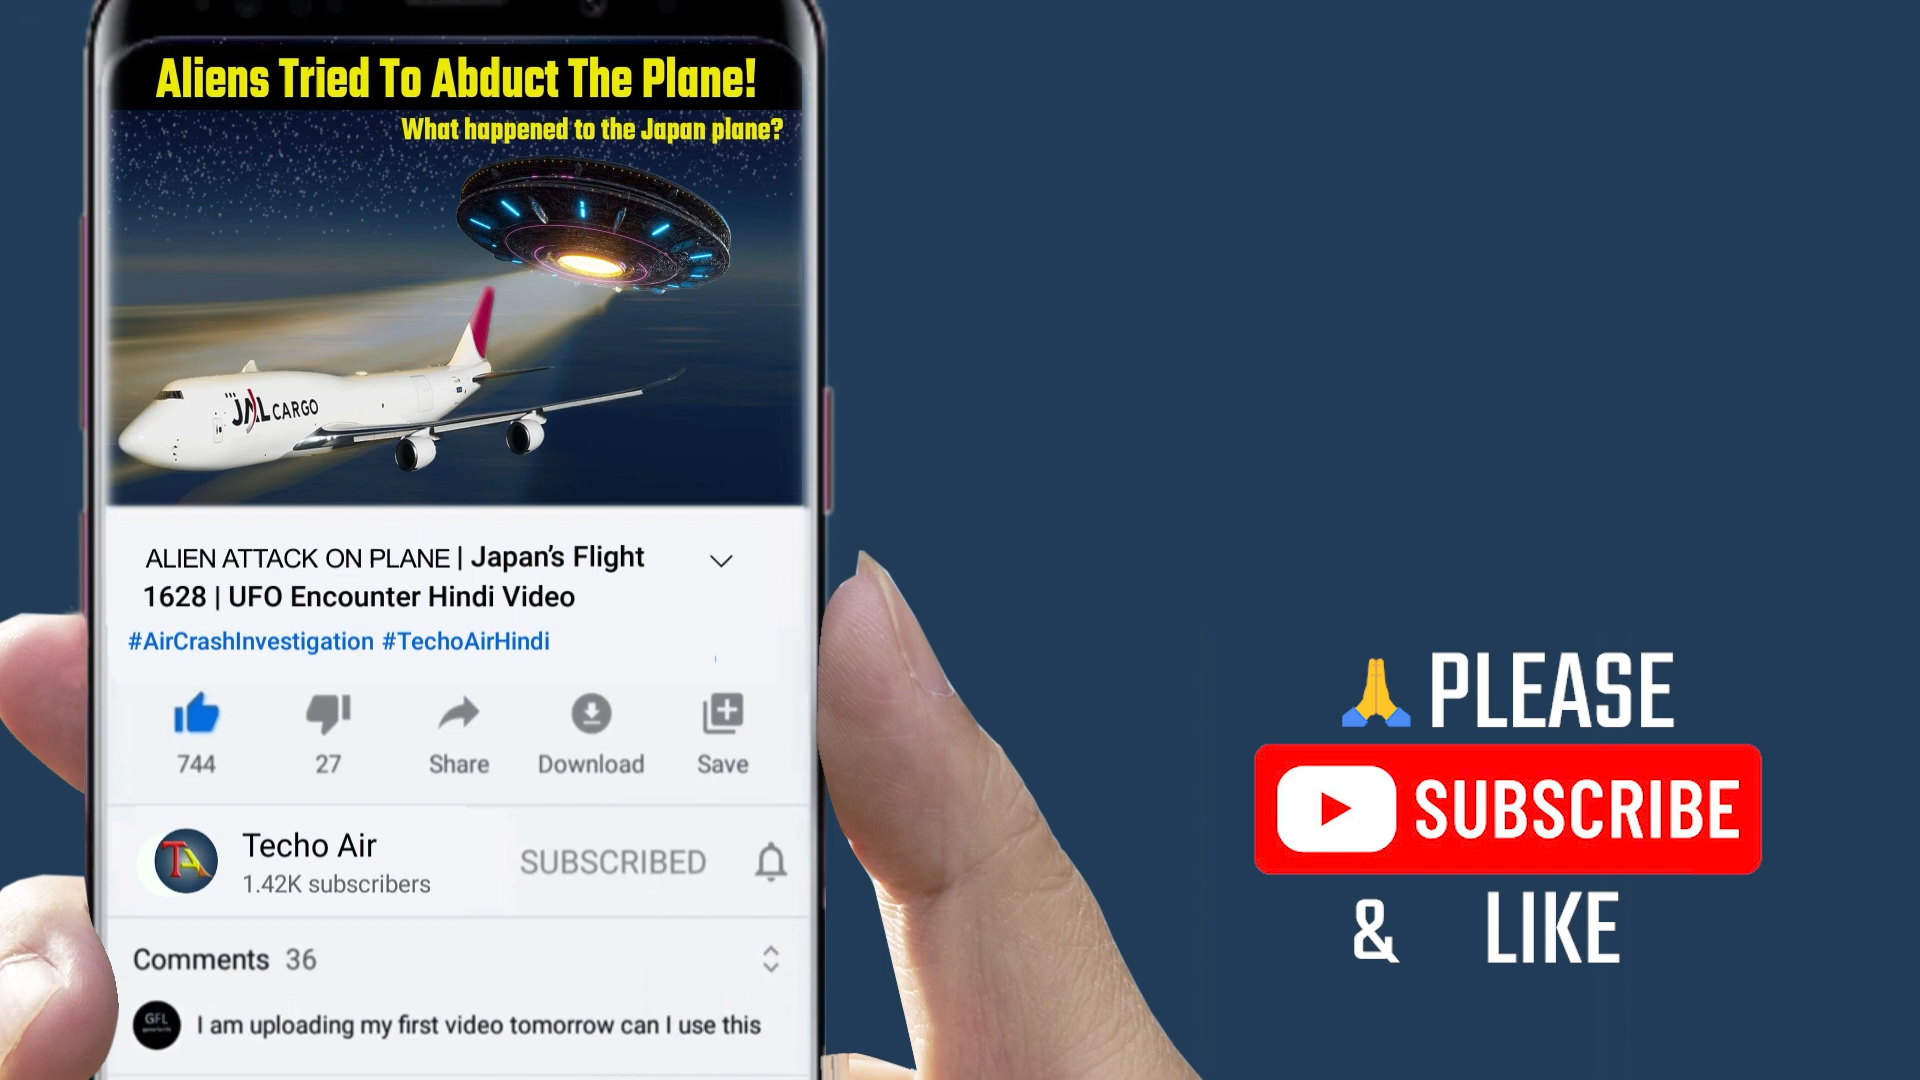 Aliens Tried To Abduct The Plane!
What happened to the Japan plane?
JAL CARGO
ALIEN ATTACK ON PLANE | Japan's Flight
1628 | UFO Encounter Hindi Video
#AirCrashInvestigation #TechoAirHindi
744 27 Share Download Save
TA
Techo Air SUBSCRIBED
1.42K subscribers
Comments 36
GFL
I am uploading my first video tomorrow can I use this
PLEASE
SUBSCRIBE
& LIKE